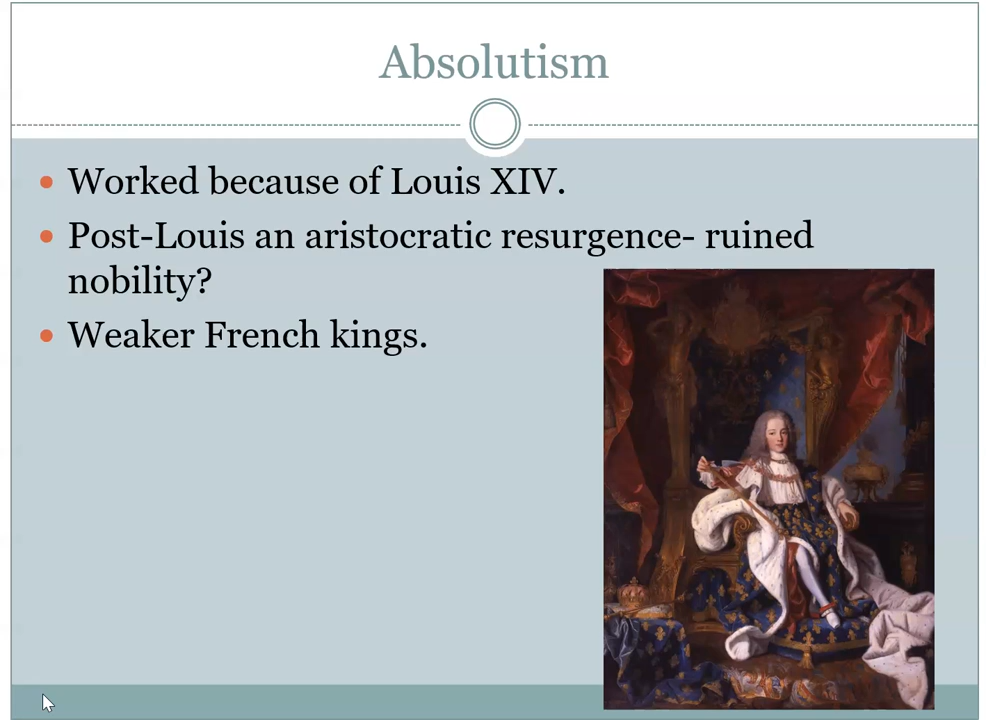 Absolutism
Worked because of Louis XIV.
Post-Louis an aristocratic resurgence- ruined
nobility?
Weaker French kings.